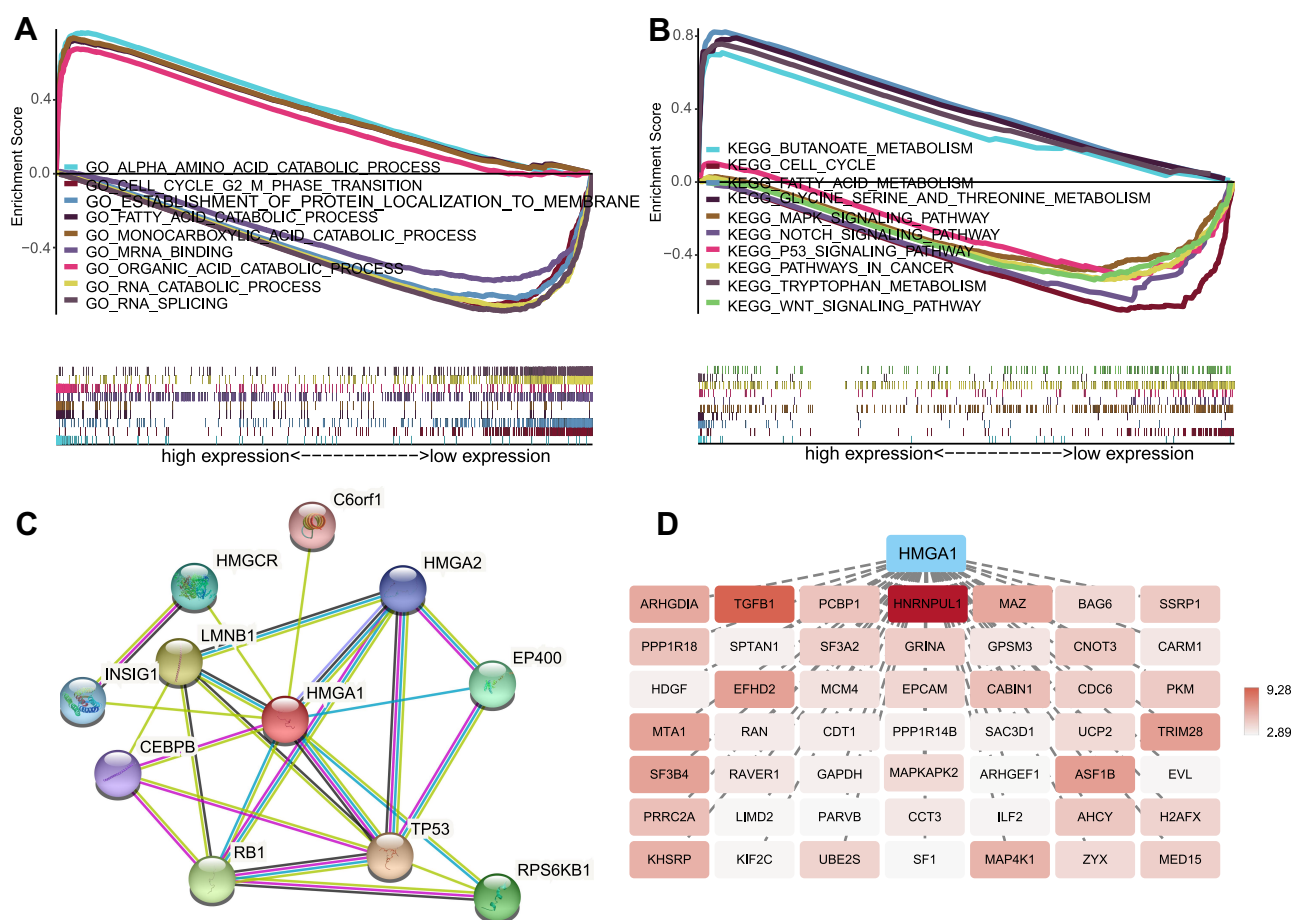 A
Enrichment Score
0.4
0.0
−0.4
GO_ALPHA_AMINO_ACID_CATABOLIC_PROCESS
GO_CELL_CYCLE_G2_M_PHASE_TRANSITION
GO_ESTABLISHMENT_OF_PROTEIN_LOCALIZATION_TO_MEMBRANE
GO_FATTY_ACID_CATABOLIC_PROCESS
GO_MONOCARBOXYLIC_ACID_CATABOLIC_PROCESS
GO_MRNA_BINDING
GO_ORGANIC_ACID_CATABOLIC_PROCESS
GO_RNA_CATABOLIC_PROCESS
GO_RNA_SPLICING
high expression<------------->low expression
B
Enrichment Score
0.8
0.4
0.0
−0.4
KEGG_BUTANOATE_METABOLISM
KEGG_CELL_CYCLE
KEGG_FATTY_ACID_METABOLISM
KEGG_GLYCINE_SERINE_AND_THREONINE_METABOLISM
KEGG_MAPK_SIGNALING_PATHWAY
KEGG_NOTCH_SIGNALING_PATHWAY
KEGG_P53_SIGNALING_PATHWAY
KEGG_PATHWAYS_IN_CANCER
KEGG_TRYPTOPHAN_METABOLISM
KEGG_WNT_SIGNALING_PATHWAY
high expression<------------->low expression
C
C6orf1
HMGCR
HMGA2
LMNB1
EP400
INSIG1
HMGA1
CEBPB
TP53
RB1
RPS6KB1
D
HMGA1
ARHGDIA TGFB1 PCBP1 HNRNPUL1 MAZ BAG6 SSRP1
PPP1R18 SPTAN1 SF3A2 GRINA GPSM3 CNOT3 CARM1
HDGF EFHD2 MCM4 EPCAM CABIN1 CDC6 PKM
MTA1 RAN CDT1 PPP1R14B SAC3D1 UCP2 TRIM28
SF3B4 RAVER1 GAPDH MAPKAPK2 ARHGEF1 ASF1B EVL
PRRC2A LIMD2 PARVB CCT3 ILF2 AHCY H2AFX
KHSRP KIF2C UBE2S SF1 MAP4K1 ZYX MED15
9.28
2.89